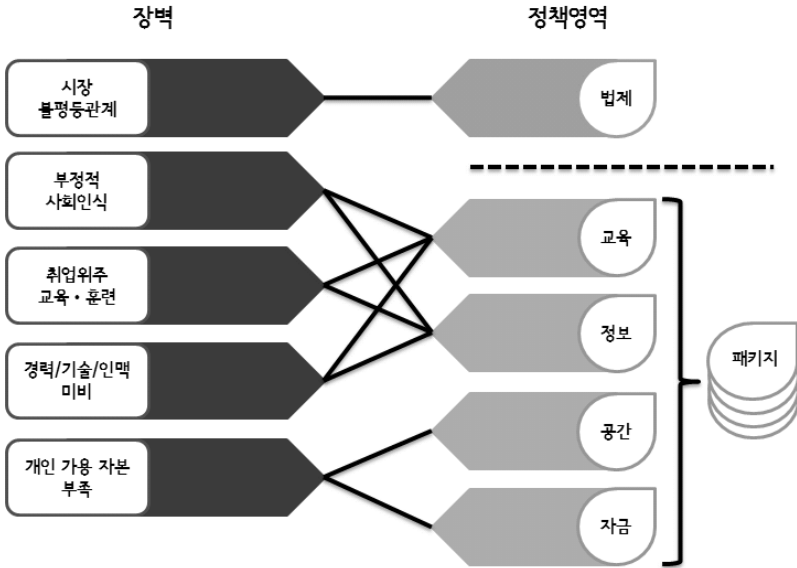 장벽
정책영역
시장
불평등관계
법제
부정적
사회인식
교육
취업위주
교육・훈련
정보
패키지
경력/기술/인맥
미비
공간
개인 가용 자본
부족
자금